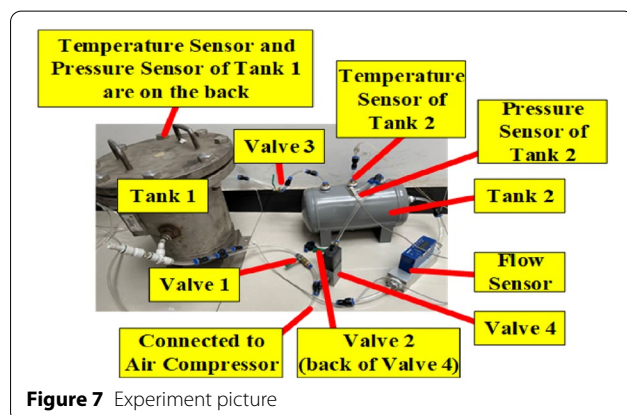 Temperature Sensor and
Pressure Sensor of Tank 1
are on the back
Temperature
Sensor of
Tank 2
Pressure
Sensor of
Tank 2
Valve 3
Tank 1
Tank 2
Valve 1
Flow
Sensor
Valve 4
Connected to
Air Compressor
Valve 2
(back of Valve 4)
Figure 7 Experiment picture